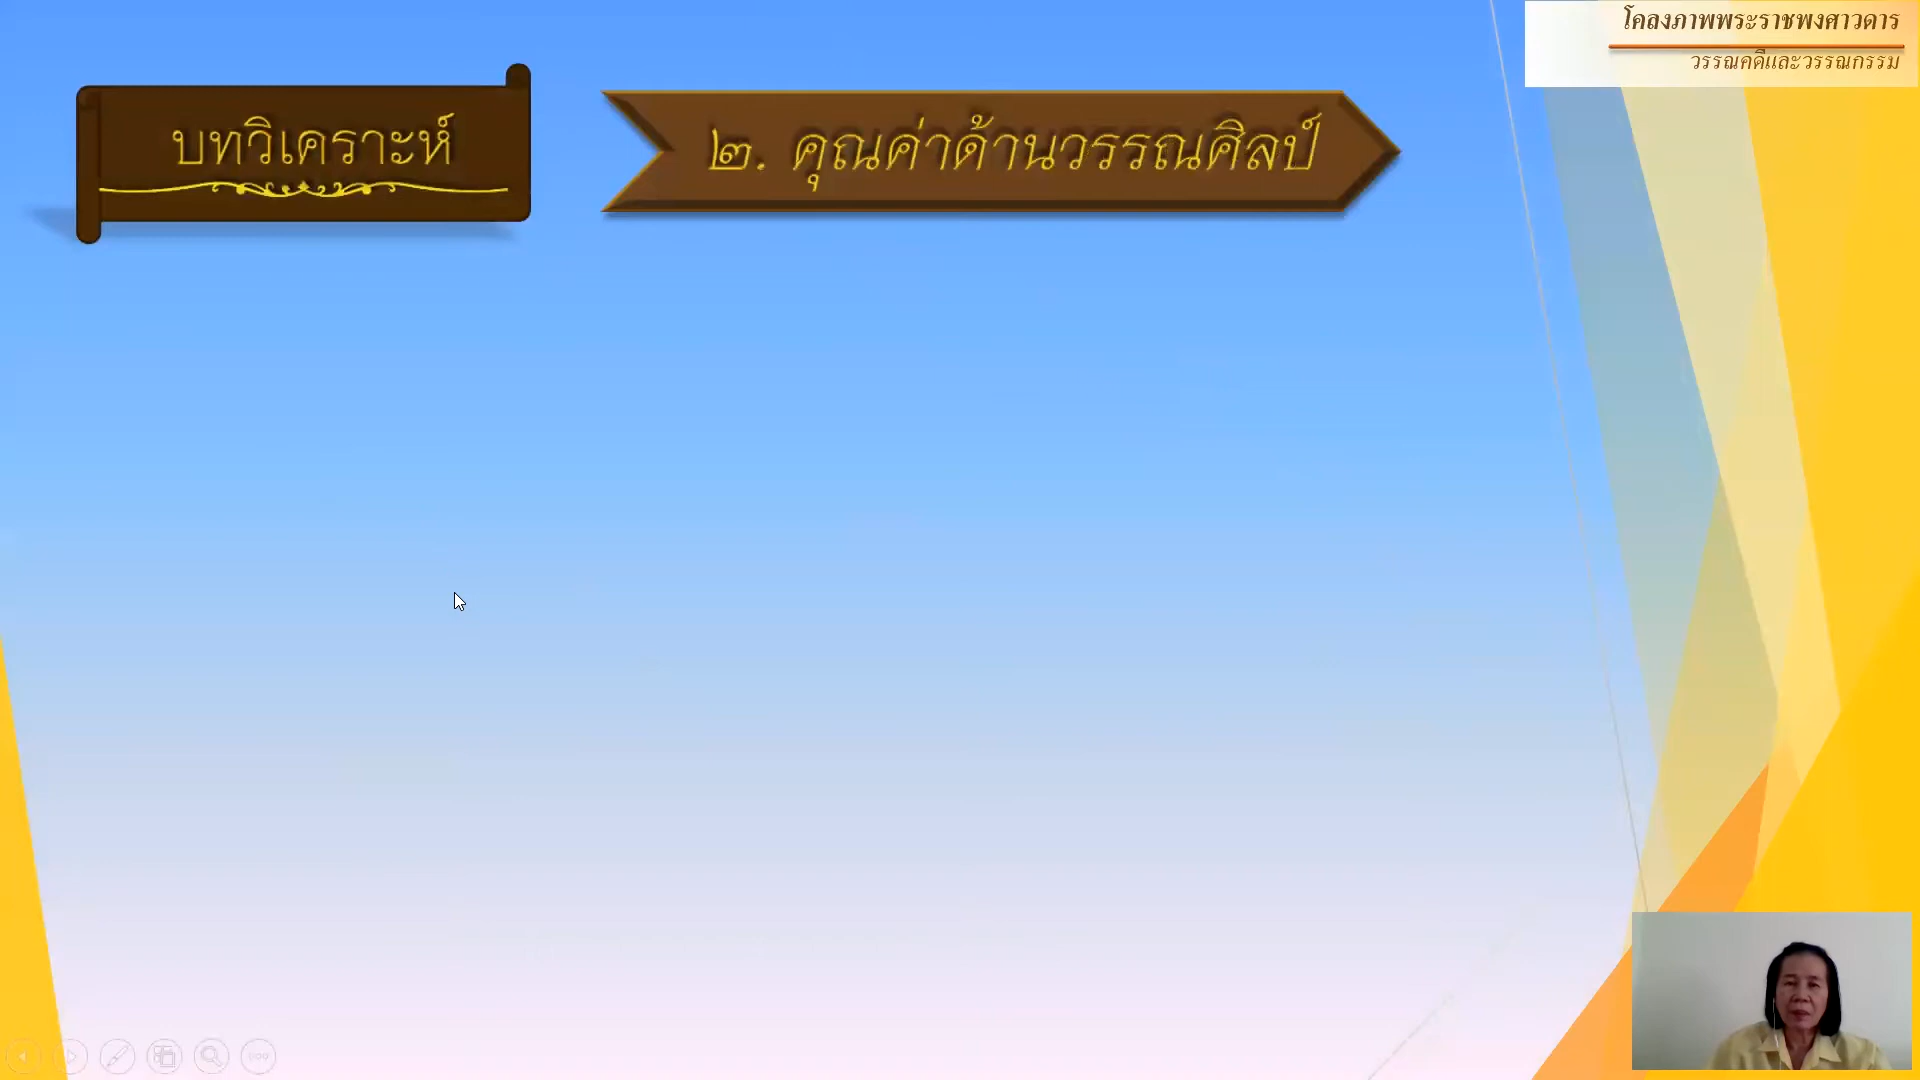 โคลงภาพพระราชพงศาวดาร
วรรณคดีและวรรณกรรม
บทวิเคราะห์
๒. คุณค่าด้านวรรณศิลป์